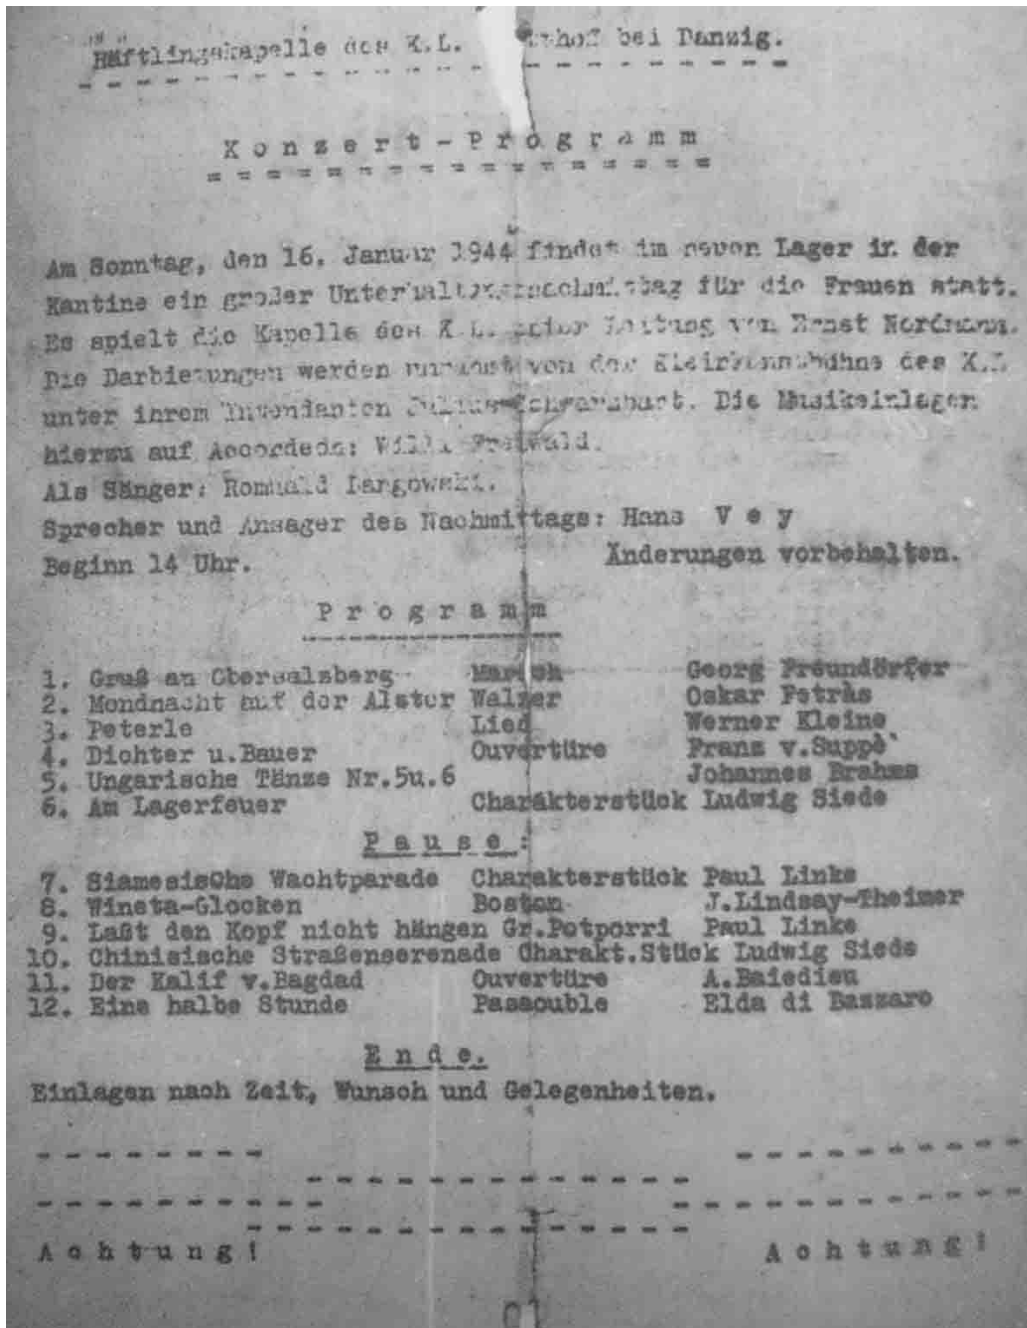 Häftlingskapelle des K.L. thof bei Danzig.
Konzert-Programm
Am Sonntag, den 16. Januar 1944 findet im neuen Lager in der
Kantine ein großer Unterhaltungsnachmittag für die Frauen statt.
Es spielt die Kapelle des K.L. unter Leitung von Ernst Nordmann.
Die Darbietungen werden von der Kleinkunstbühne des K.L
unter ihrem Intendanten Die Musikeinlagen
hierzu auf Accordeon: Willi Freiwald.
Als Sänger: Romuald Largowski.
Sprecher und Ansager des Nachmittags: Hans Vey
Beginn 14 Uhr. Änderungen vorbehalten.
Programm
1. Gruß an Obersalzberg Marsch Georg Freundörfer
2. Mondnacht auf der Alster Walzer Oskar Petràs
3. Peterle Lied Werner Kleine
4. Dichter u.Bauer Ouvertüre Franz v.Suppè
5. Ungarische Tänze Nr.5u.6 Johannes Brahms
6. Am Lagerfeuer Charakterstück Ludwig Siede
Pause:
7. SiamesisChe Wachtparade Charakterstück Paul Linke
8. Wineta-Glocken Boston J.Lindsay-Theimer
9. Laßt den Kopf nicht hängen Gr.Potporri Paul Linke
10. Chinisische Straßenserenade Charakt.Stück Ludwig Siede
11. Der Kalif v.Bagdad Ouvertüre A.Baiedieu
12. Eine halbe Stunde Passouble Elda di Bazzaro
Ende.
Einlagen nach Zeit, Wunsch und Gelegenheiten.
Achtung! Achtung!